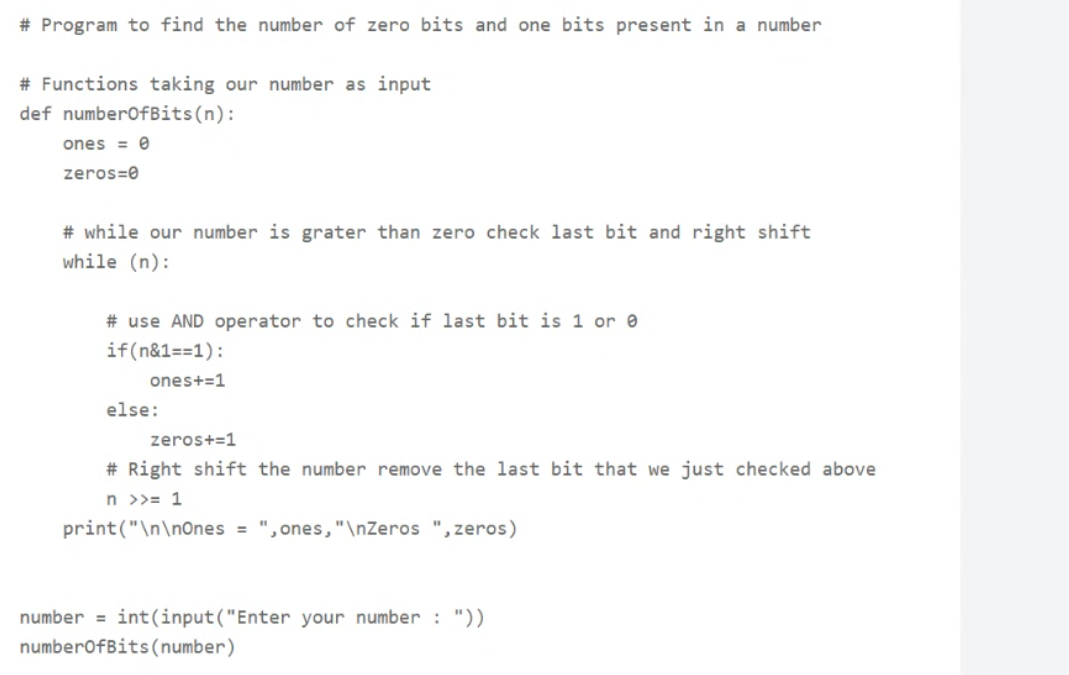 # Program to find the number of zero bits and one bits present in a number
# Functions taking our number as input
def numberOfBits(n):
    ones = 0
    zeros=0
    # while our number is grater than zero check last bit and right shift
    while (n):
        # use AND operator to check if last bit is 1 or 0
        if(n&1==1):
            ones+=1
        else:
            zeros+=1
        # Right shift the number remove the last bit that we just checked above
        n >>= 1
    print("\n\nOnes = ",ones,"\nZeros ",zeros)
number = int(input("Enter your number : "))
numberOfBits(number)